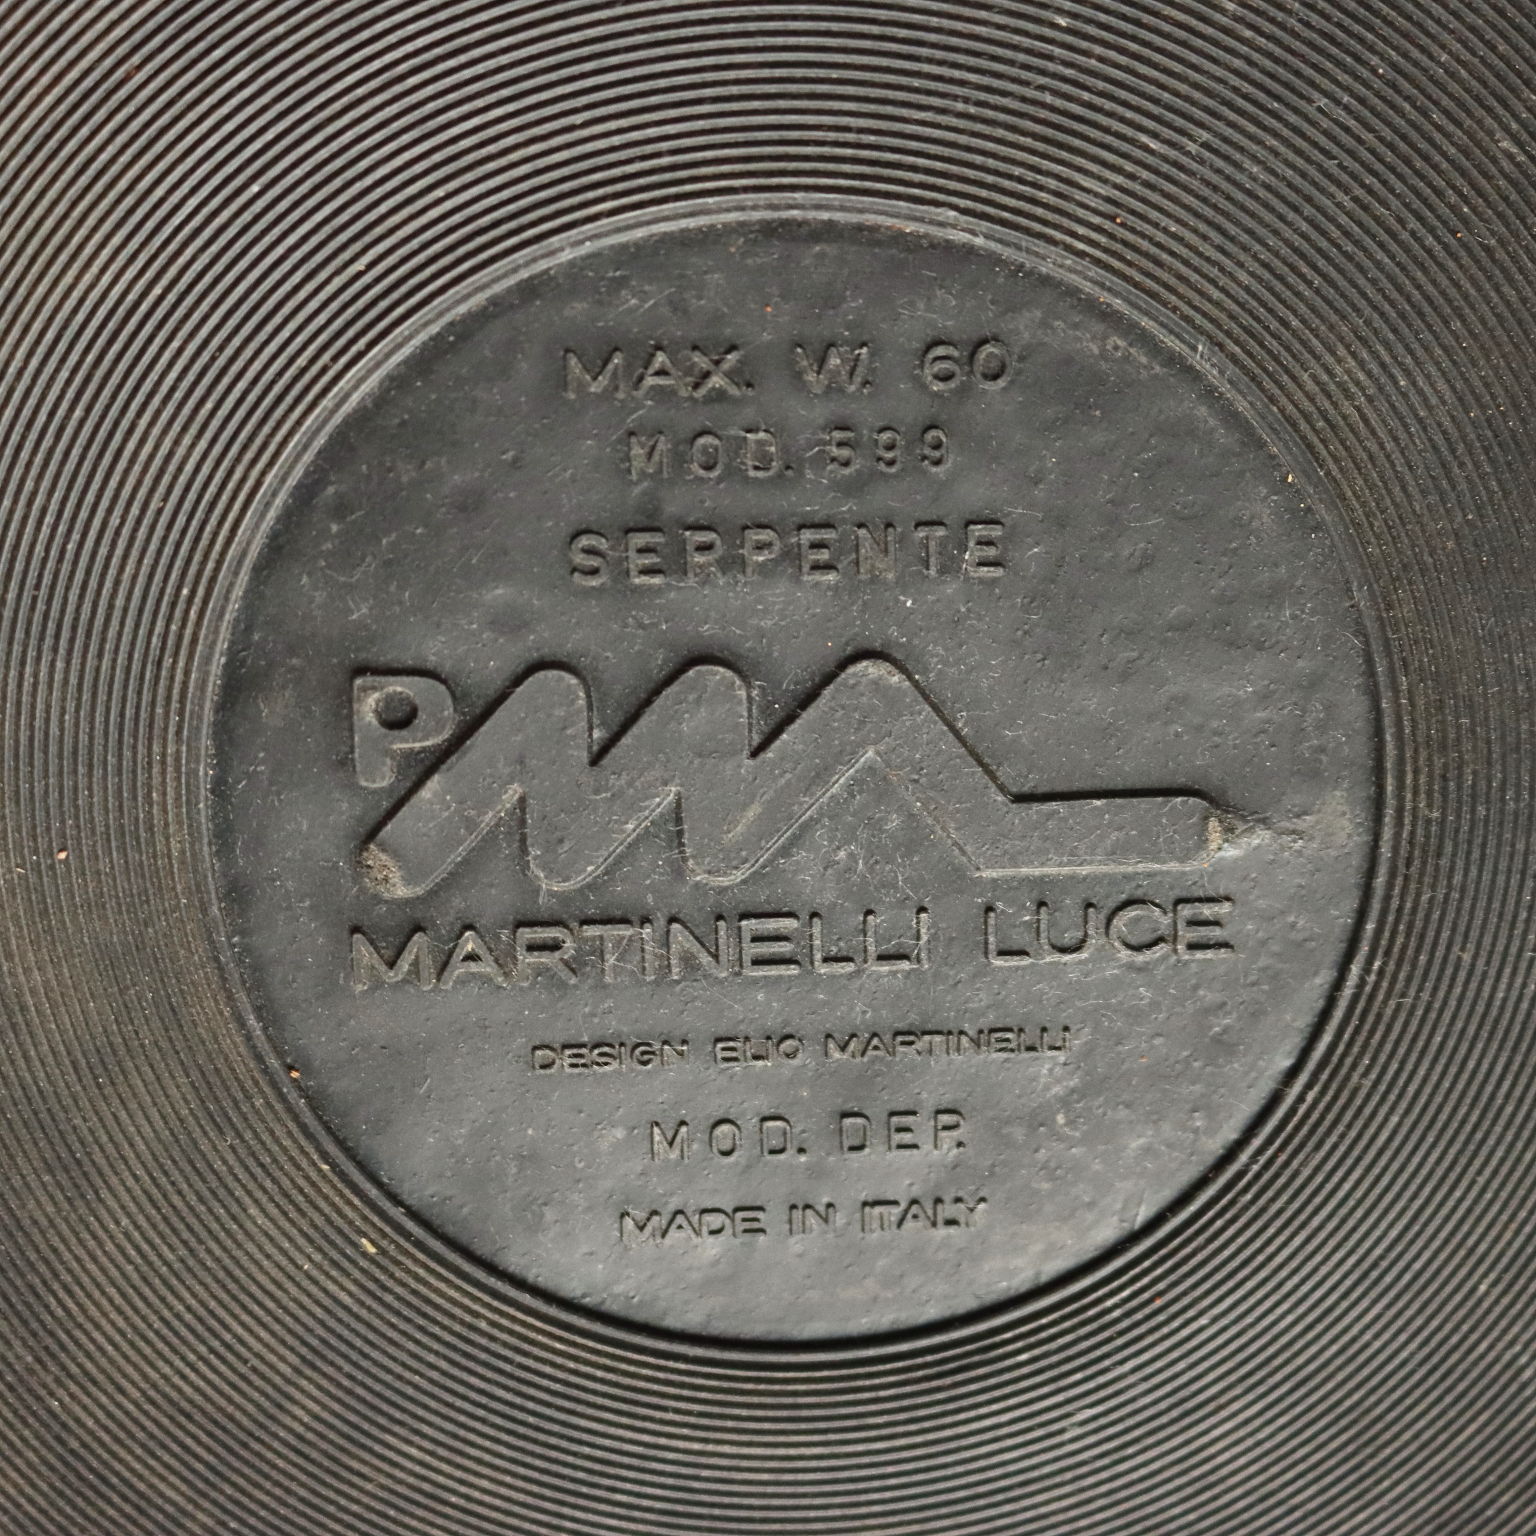 MAX. W. 60
MOD. 599
SERPENTE
P
MARTINELLI LUCE
DESIGN ELIO MARTINELLI
MOD. DEP.
MADE IN ITALY